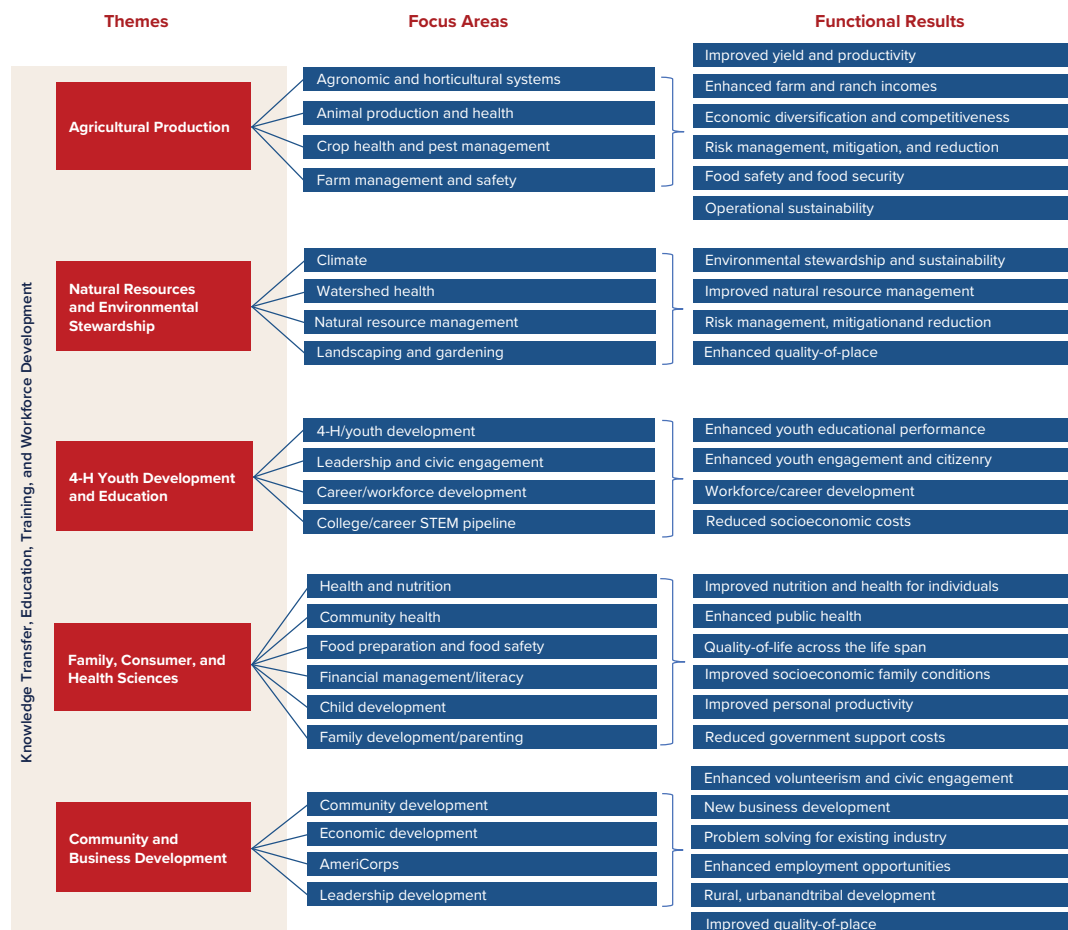 Themes
Focus Areas
Functional Results
Knowledge Transfer, Education, Training, and Workforce Development
Agricultural Production
Agronomic and horticultural systems
Animal production and health
Crop health and pest management
Farm management and safety
Improved yield and productivity
Enhanced farm and ranch incomes
Economic diversification and competitiveness
Risk management, mitigation, and reduction
Food safety and food security
Operational sustainability
Natural Resources
and Environmental
Stewardship
Climate
Watershed health
Natural resource management
Landscaping and gardening
Environmental stewardship and sustainability
Improved natural resource management
Risk management, mitigationand reduction
Enhanced quality-of-place
4-H Youth Development
and Education
4-H/youth development
Leadership and civic engagement
Career/workforce development
College/career STEM pipeline
Enhanced youth educational performance
Enhanced youth engagement and citizenry
Workforce/career development
Reduced socioeconomic costs
Family, Consumer, and
Health Sciences
Health and nutrition
Community health
Food preparation and food safety
Financial management/literacy
Child development
Family development/parenting
Improved nutrition and health for individuals
Enhanced public health
Quality-of-life across the life span
Improved socioeconomic family conditions
Improved personal productivity
Reduced government support costs
Community and
Business Development
Community development
Economic development
AmeriCorps
Leadership development
Enhanced volunteerism and civic engagement
New business development
Problem solving for existing industry
Enhanced employment opportunities
Rural, urbanandtribal development
Improved quality-of-place